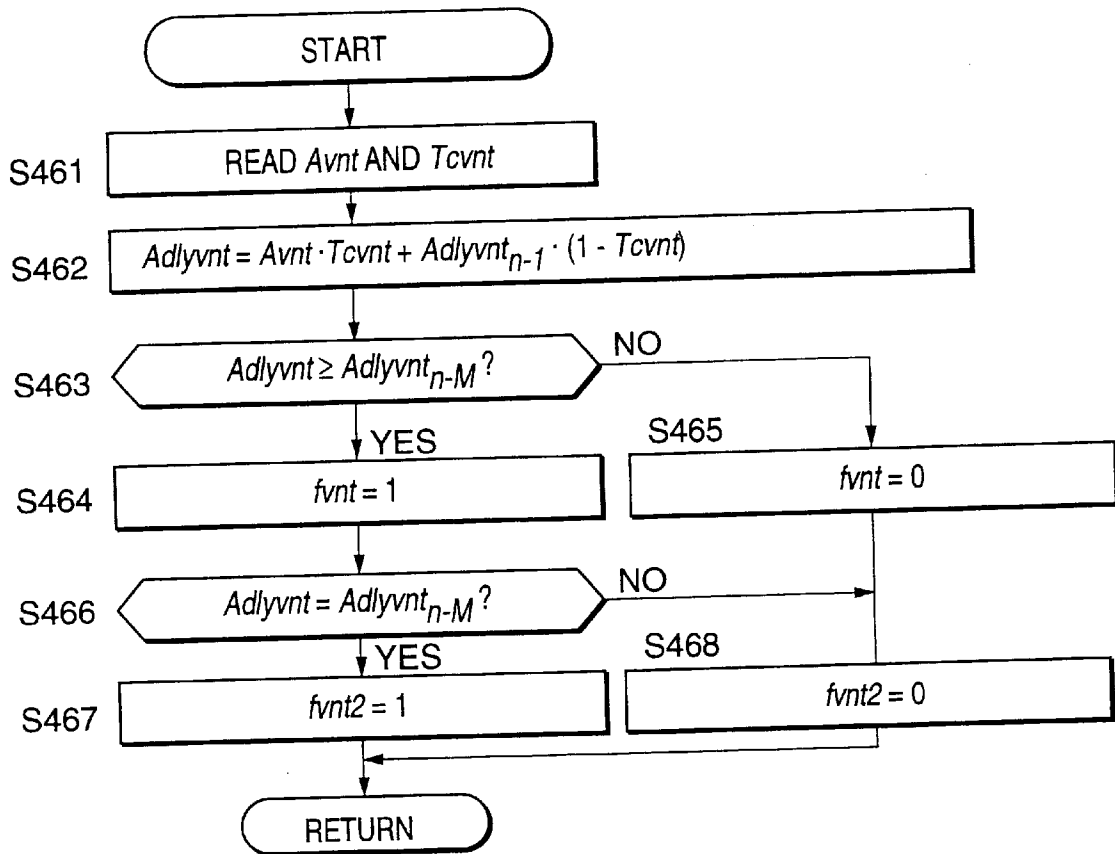 START
S461
READ Avnt AND Tcvnt
S462
Adlyvnt = Avnt · Tcvnt + Adlyvntn-1 · (1 - Tcvnt)
S463
Adlyvnt ≥ Adlyvntn-M?
NO
YES
S465
S464
fvnt = 1
fvnt = 0
S466
Adlyvnt = Adlyvntn-M?
NO
YES
S468
S467
fvnt2 = 1
fvnt2 = 0
RETURN